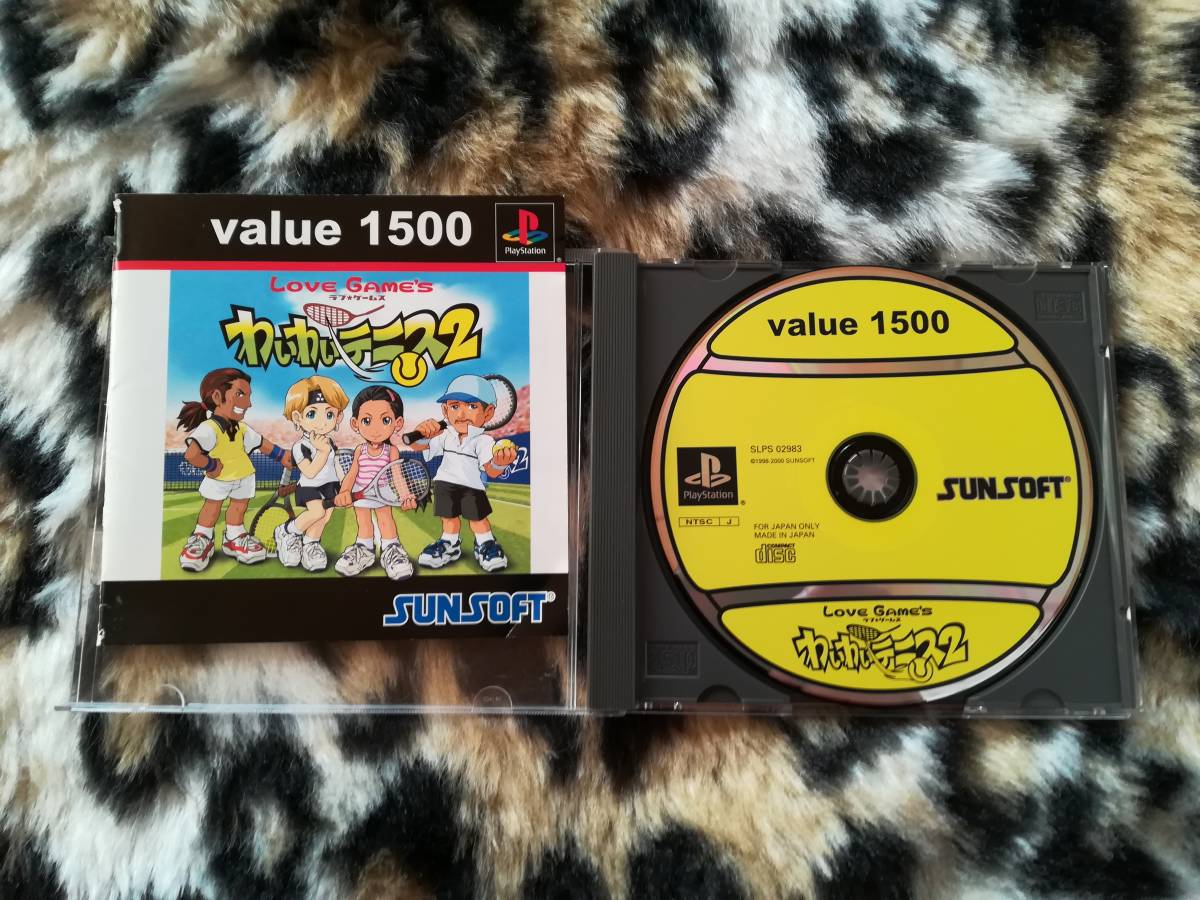 value 1500
PlayStation
LOVE GAME'S
ラブ★ゲームス
わいわいテニス2
SUNSOFT®
value 1500
SLPS 02983
©1998-2000 SUNSOFT
PlayStation ®
NTSC J
SUNSOFT®
FOR JAPAN ONLY
MADE IN JAPAN
COMPACT
disc
LOVE GAME'S
ラブ★ゲームス
わいわいテニス2